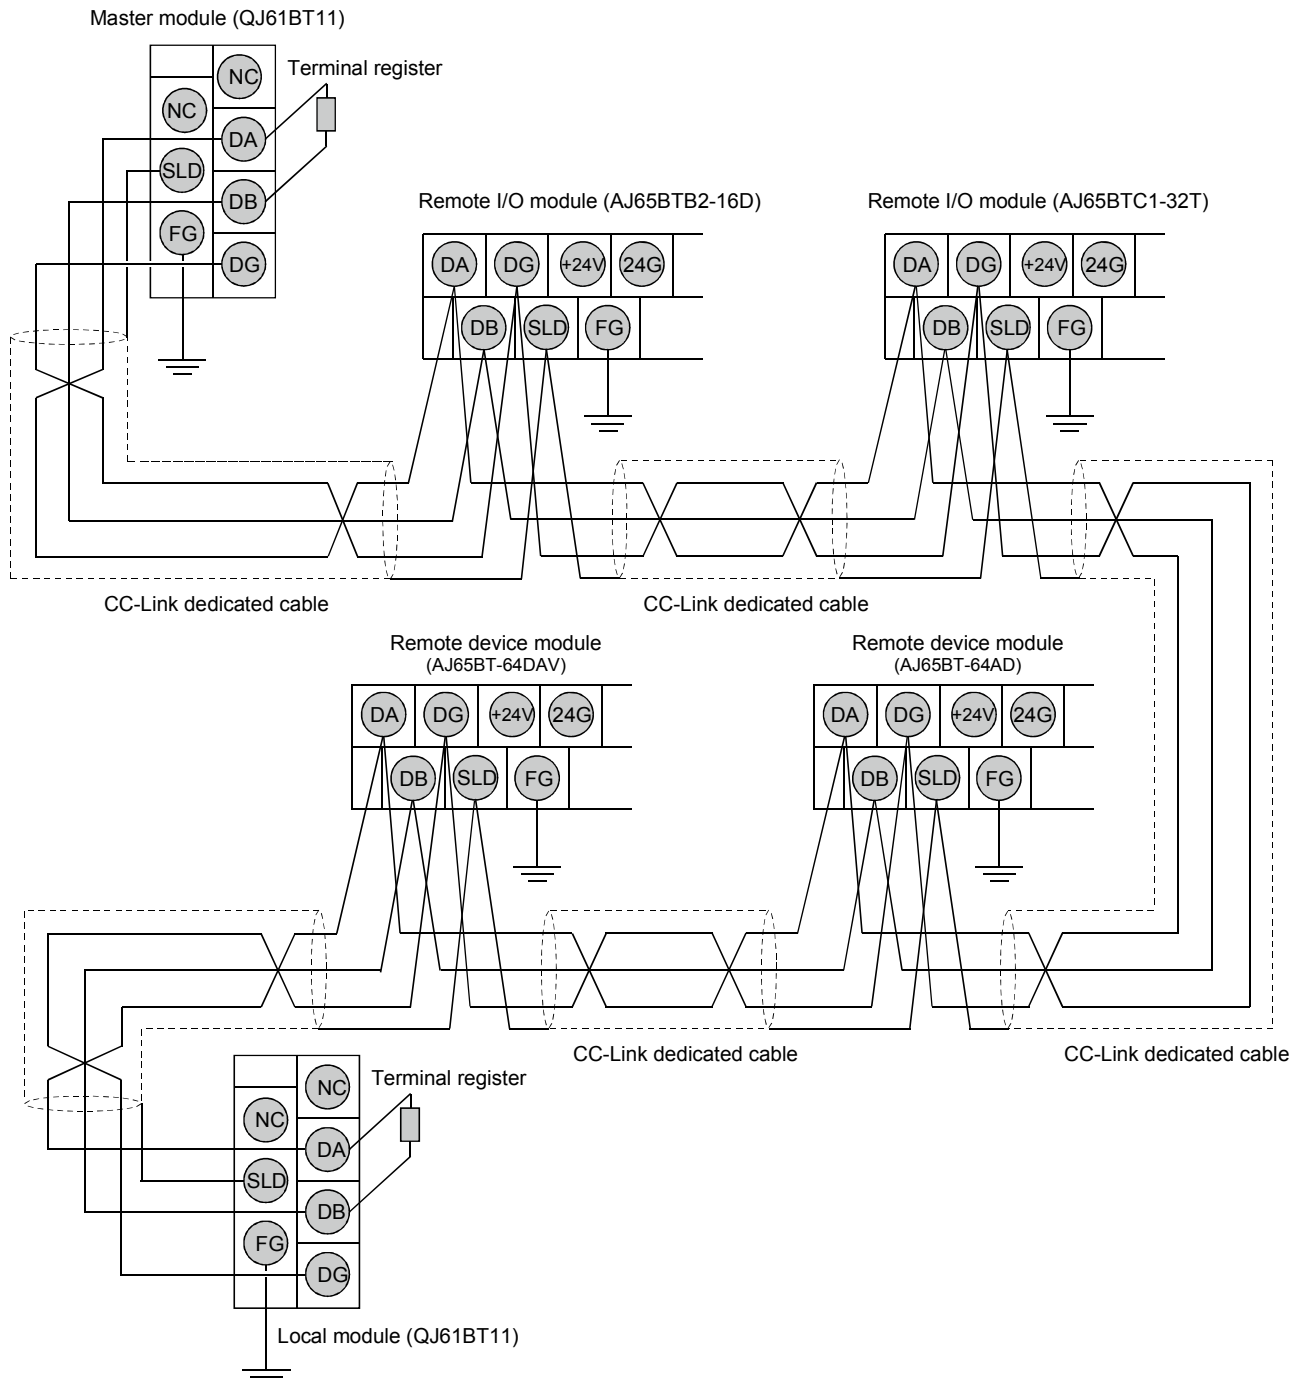 Master module (QJ61BT11)
NC
Terminal register
NC
DA
SLD
DB
FG
DG
Remote I/O module (AJ65BTB2-16D)
DA DG +24V 24G
DB SLD FG
Remote I/O module (AJ65BTC1-32T)
DA DG +24V 24G
DB SLD FG
CC-Link dedicated cable
CC-Link dedicated cable
Remote device module
(AJ65BT-64DAV)
DA DG +24V 24G
DB SLD FG
Remote device module
(AJ65BT-64AD)
DA DG +24V 24G
DB SLD FG
CC-Link dedicated cable
CC-Link dedicated cable
NC
Terminal register
NC
DA
SLD
DB
FG
DG
Local module (QJ61BT11)